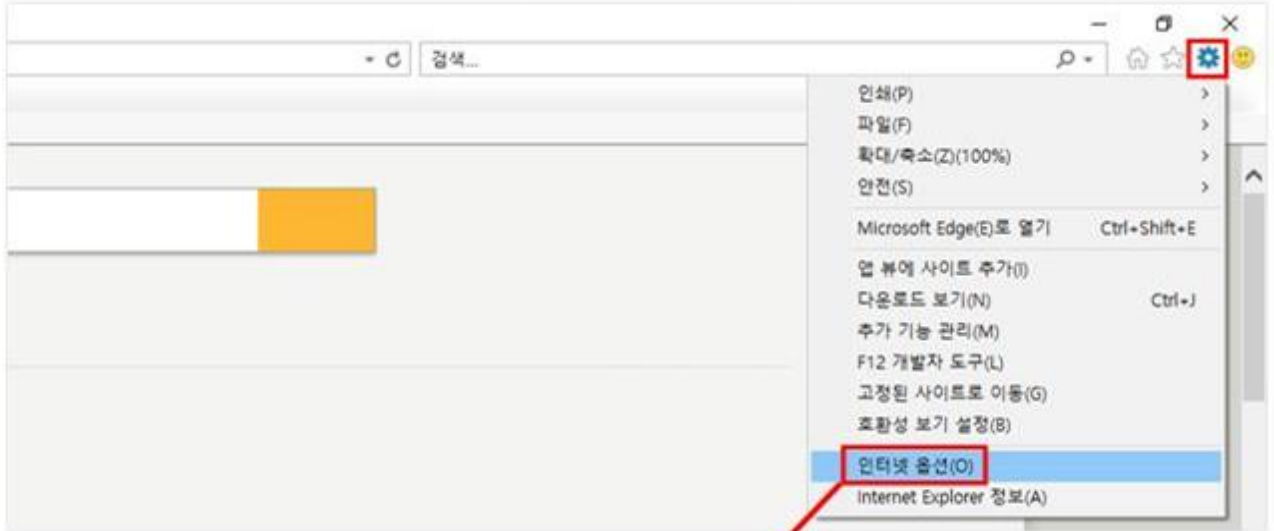 검색...
인쇄(P)
파일(F)
확대/축소(Z)(100%)
안전(S)
Microsoft Edge(E)로 열기 Ctrl+Shift+E
앱 뷰에 사이트 추가(I)
다운로드 보기(N) Ctrl+J
추가 기능 관리(M)
F12 개발자 도구(L)
고정된 사이트로 이동(G)
호환성 보기 설정(B)
인터넷 옵션(O)
Internet Explorer 정보(A)